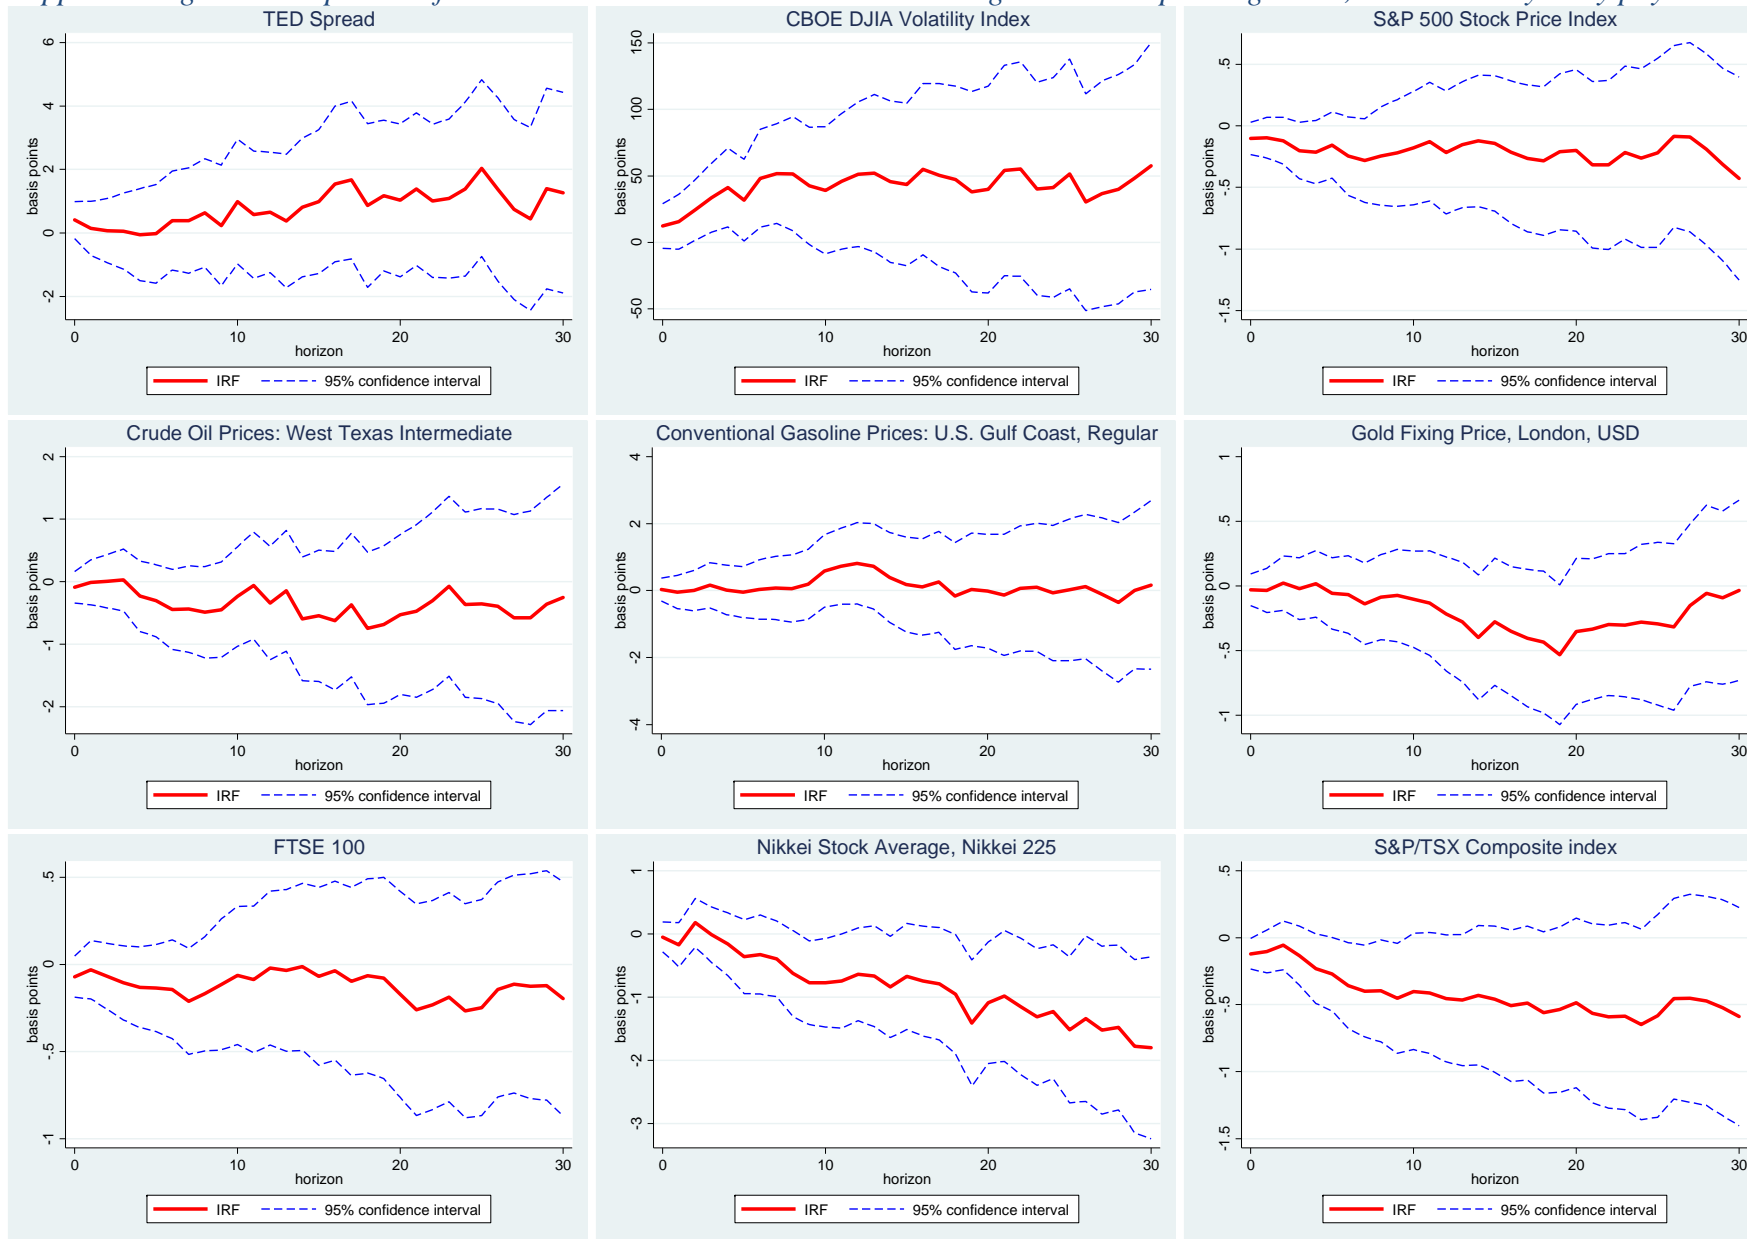 TED Spread
6
4
2
0
-2
basis points
0 10 20 30
horizon
IRF 95% confidence interval
CBOE DJIA Volatility Index
150
100
50
0
-50
basis points
0 10 20 30
horizon
IRF 95% confidence interval
S&P 500 Stock Price Index
.5
0
-.5
-1
-1.5
basis points
0 10 20 30
horizon
IRF 95% confidence interval
Crude Oil Prices: West Texas Intermediate
2
1
0
-1
-2
basis points
0 10 20 30
horizon
IRF 95% confidence interval
Conventional Gasoline Prices: U.S. Gulf Coast, Regular
4
2
0
-2
-4
basis points
0 10 20 30
horizon
IRF 95% confidence interval
Gold Fixing Price, London, USD
1
.5
0
-.5
-1
basis points
0 10 20 30
horizon
IRF 95% confidence interval
FTSE 100
.5
0
-.5
-1
basis points
0 10 20 30
horizon
IRF 95% confidence interval
Nikkei Stock Average, Nikkei 225
1
0
-1
-2
-3
basis points
0 10 20 30
horizon
IRF 95% confidence interval
S&P/TSX Composite index
.5
0
-.5
-1
-1.5
basis points
0 10 20 30
horizon
IRF 95% confidence interval